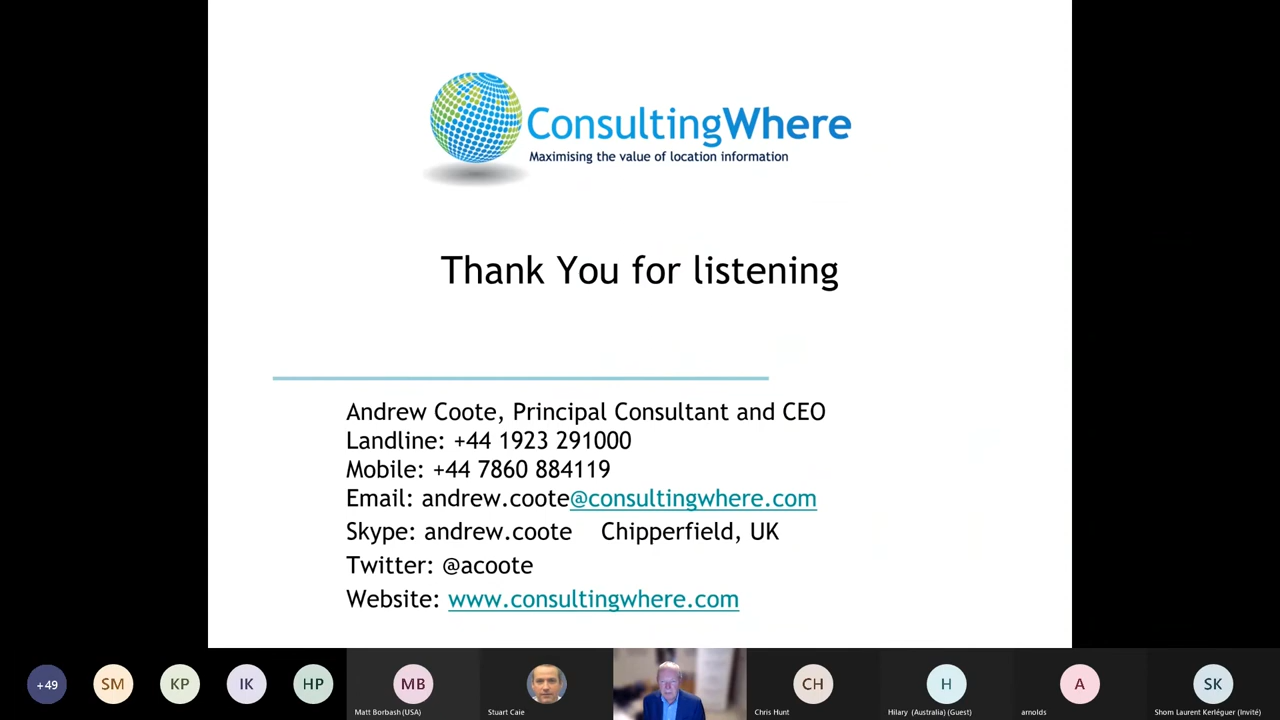 ConsultingWhere
Maximising the value of location information
Thank You for listening
Andrew Coote, Principal Consultant and CEO
Landline: +44 1923 291000
Mobile: +44 7860 884119
Email: andrew.coote@consultingwhere.com
Skype: andrew.coote Chipperfield, UK
Twitter: @acoote
Website: www.consultingwhere.com
+49
SM
KP
IK
HP
MB
CH
H
A
SK
Matt Borbash (USA)
Stuart Caie
Chris Hunt
Hilary (Australia) (Guest)
arnolds
Shom Laurent Kerléguer (Invité)